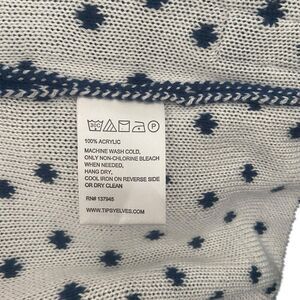 100% ACRYLIC
MACHINE WASH COLD,
ONLY NON-CHLORINE BLEACH
WHEN NEEDED,
HANG DRY,
COOL IRON ON REVERSE SIDE
OR DRY CLEAN
RN# 137945
WWW.TIPSYELVES.COM